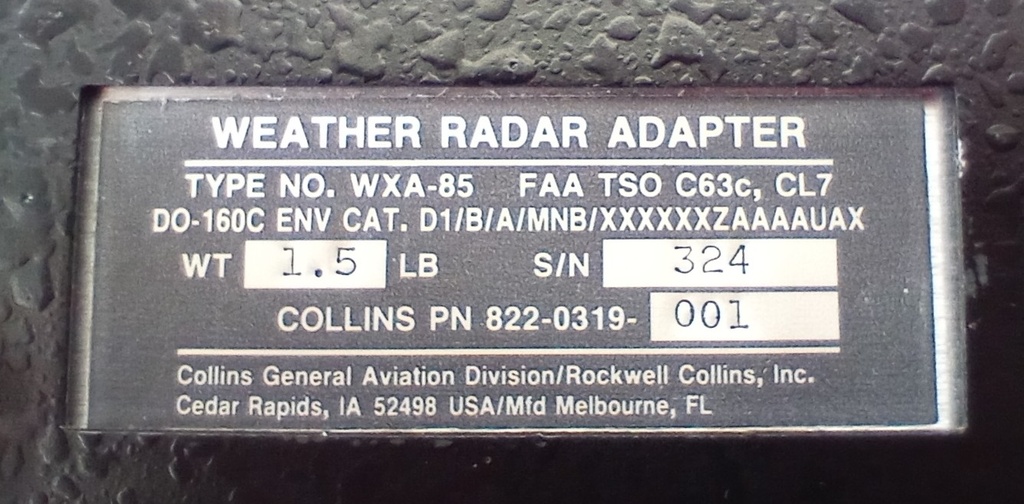 WEATHER RADAR ADAPTER
TYPE NO. WXA-85 FAA TSO C63c, CL7
DO-160C ENV CAT. D1/B/A/MNB/XXXXXXZAAAAUAX
WT 1.5 LB S/N 324
COLLINS PN 822-0319- 001
Collins General Aviation Division/Rockwell Collins, Inc.
Cedar Rapids, IA 52498 USA/Mfd Melbourne, FL